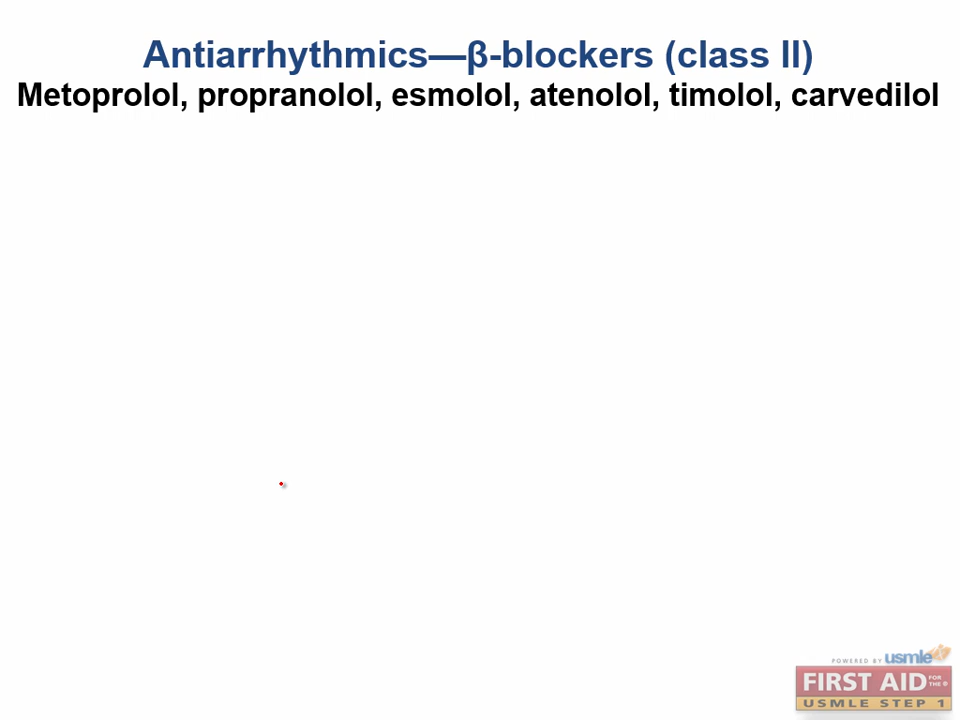 Antiarrhythmics—β-blockers (class II)
Metoprolol, propranolol, esmolol, atenolol, timolol, carvedilol
POWERED BY usmle
FIRST AID FOR THE®
USMLE STEP 1